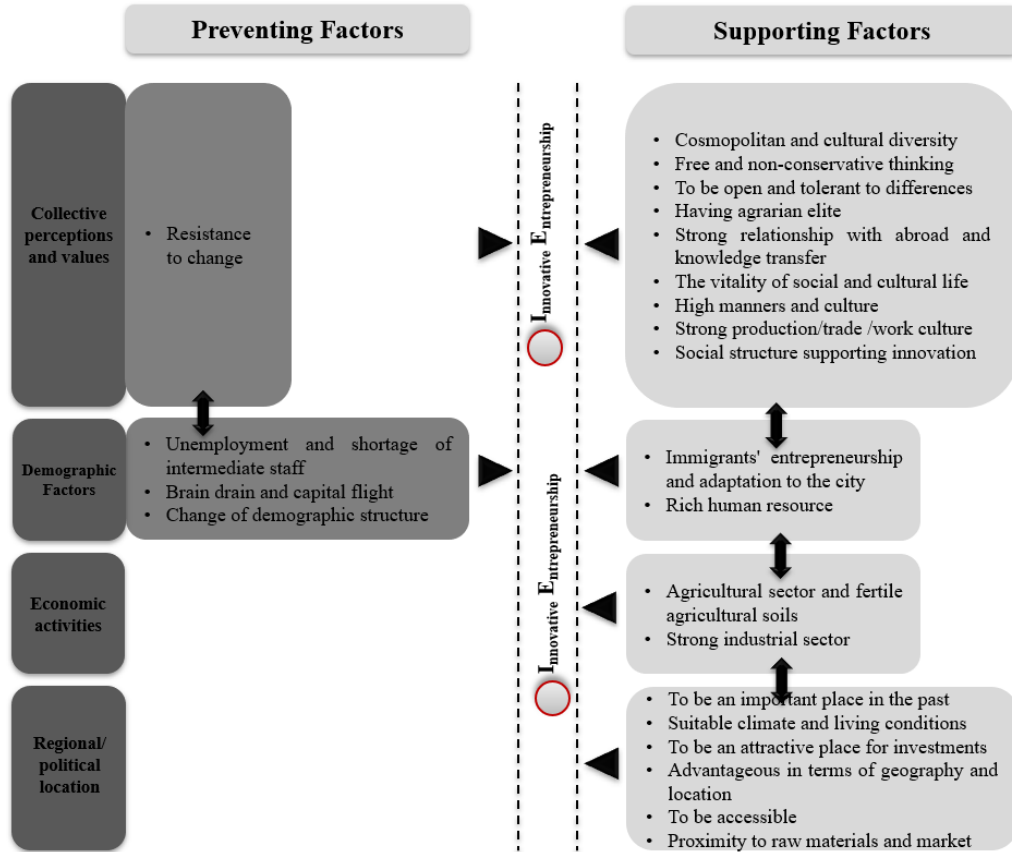 Preventing Factors
Supporting Factors
Collective
perceptions
and values
• Resistance
to change
Innovative Entrepreneurship
• Cosmopolitan and cultural diversity
• Free and non-conservative thinking
• To be open and tolerant to differences
• Having agrarian elite
• Strong relationship with abroad and
knowledge transfer
• The vitality of social and cultural life
• High manners and culture
• Strong production/trade /work culture
• Social structure supporting innovation
Demographic
Factors
• Unemployment and shortage of
intermediate staff
• Brain drain and capital flight
• Change of demographic structure
Innovative Entrepreneurship
• Immigrants' entrepreneurship
and adaptation to the city
• Rich human resource
Economic
activities
• Agricultural sector and fertile
agricultural soils
• Strong industrial sector
Regional/
political
location
• To be an important place in the past
• Suitable climate and living conditions
• To be an attractive place for investments
• Advantageous in terms of geography and
location
• To be accessible
• Proximity to raw materials and market